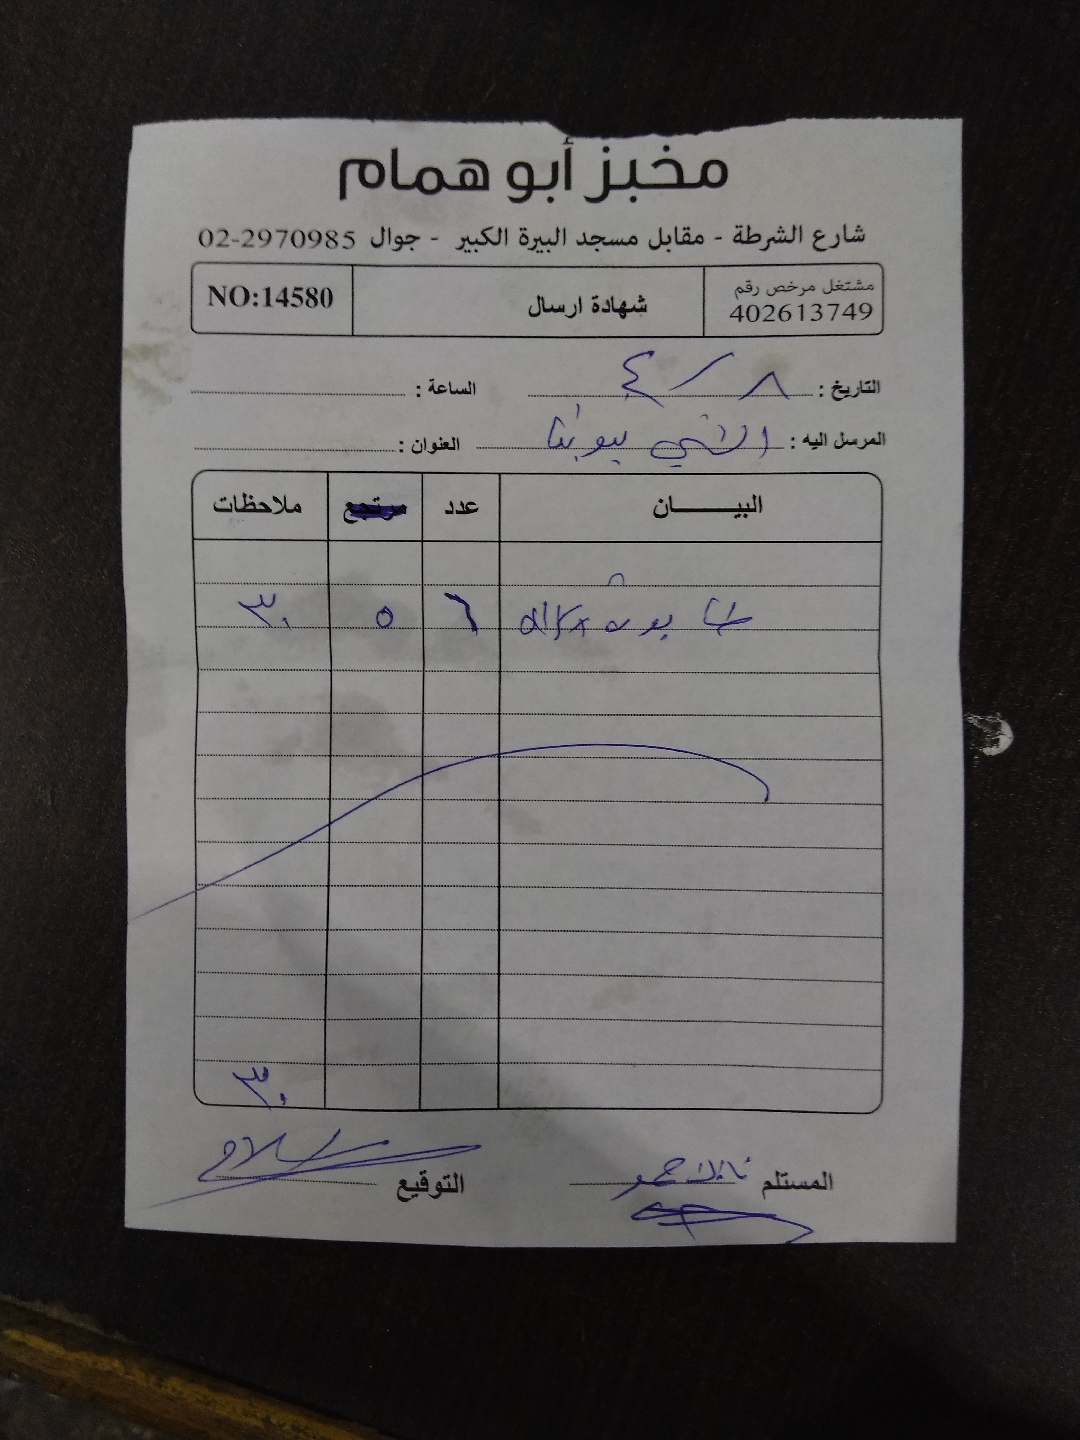 مخبز أبو همام
شارع الشرطة - مقابل مسجد البيرة الكبير - جوال 02-2970985
مشتغل مرخص رقم 402613749 شهادة ارسال NO:14580
التاريخ : ٨ / ٤ الساعة :
المرسل اليه : العنوان :
البيـــــان عدد مرتجع ملاحظات
٦ ٥ ٣٠
٣٠
المستلم التوقيع